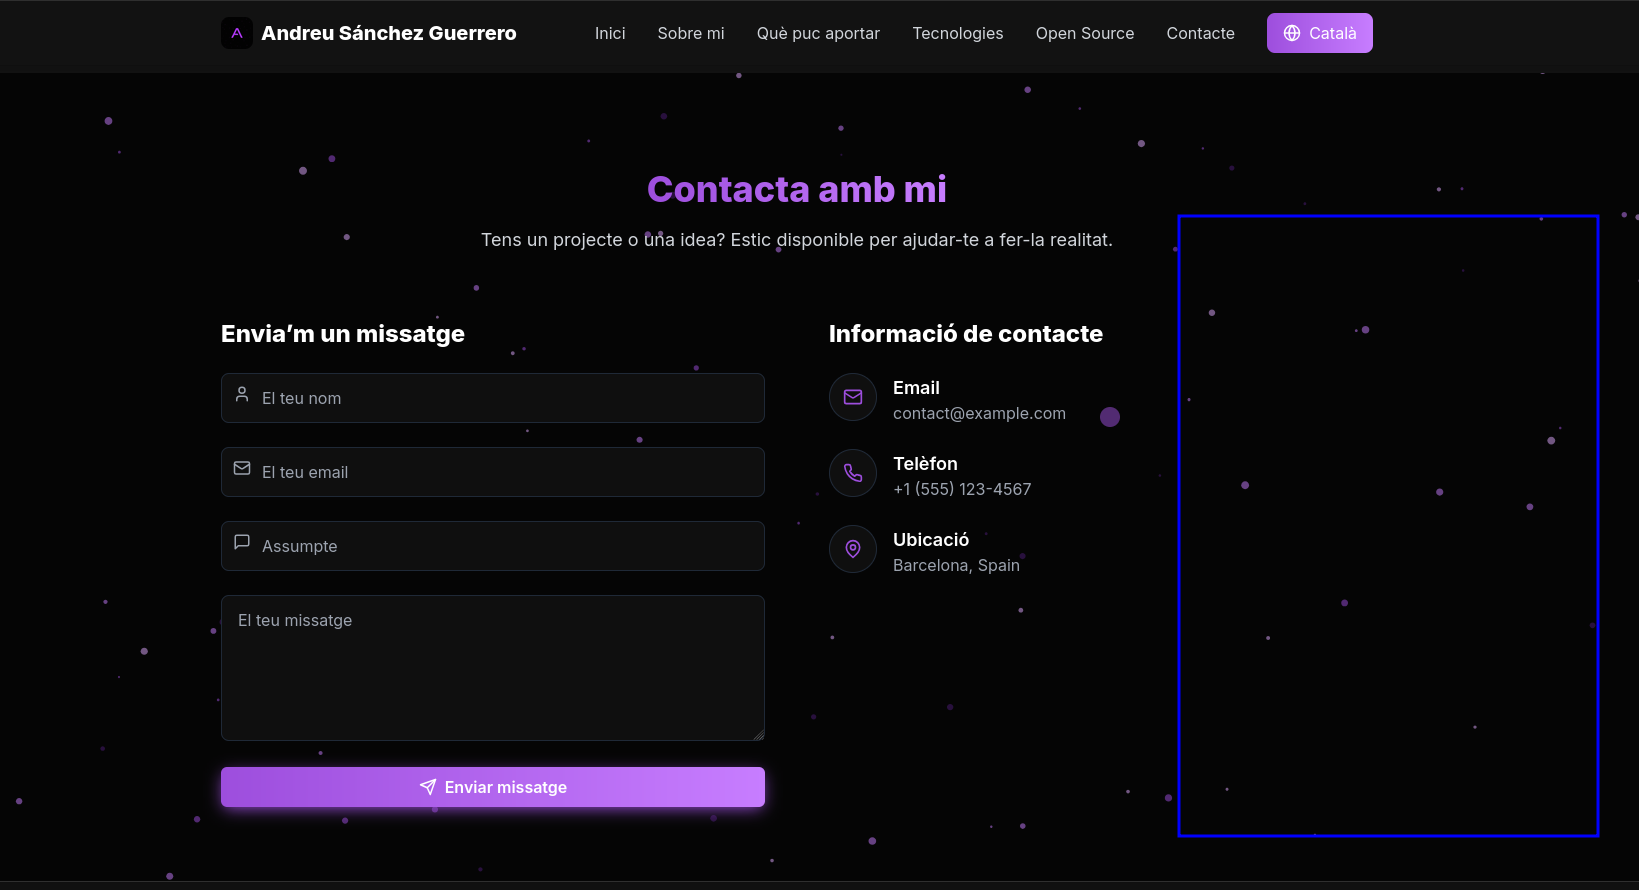 Andreu Sánchez Guerrero
Inici
Sobre mi
Què puc aportar
Tecnologies
Open Source
Contacte
Català
Contacta amb mi
Tens un projecte o una idea? Estic disponible per ajudar-te a fer-la realitat.
Envia’m un missatge
El teu nom
El teu email
Assumpte
El teu missatge
Enviar missatge
Informació de contacte
Email
contact@example.com
Telèfon
+1 (555) 123-4567
Ubicació
Barcelona, Spain